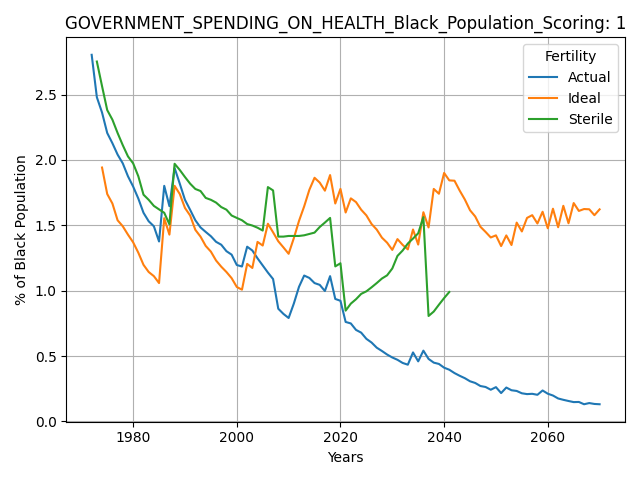 GOVERNMENT_SPENDING_ON_HEALTH_Black_Population_Scoring: 1
Fertility
Actual
Ideal
Sterile
% of Black Population
2.5
2.0
1.5
1.0
0.5
0.0
1980 2000 2020 2040 2060
Years